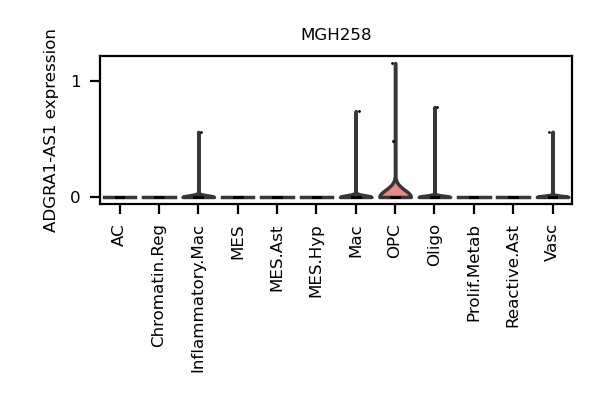 MGH258
ADGRA1-AS1 expression
1
0
AC
Chromatin.Reg
Inflammatory.Mac
MES
MES.Ast
MES.Hyp
Mac
OPC
Oligo
Prolif.Metab
Reactive.Ast
Vasc